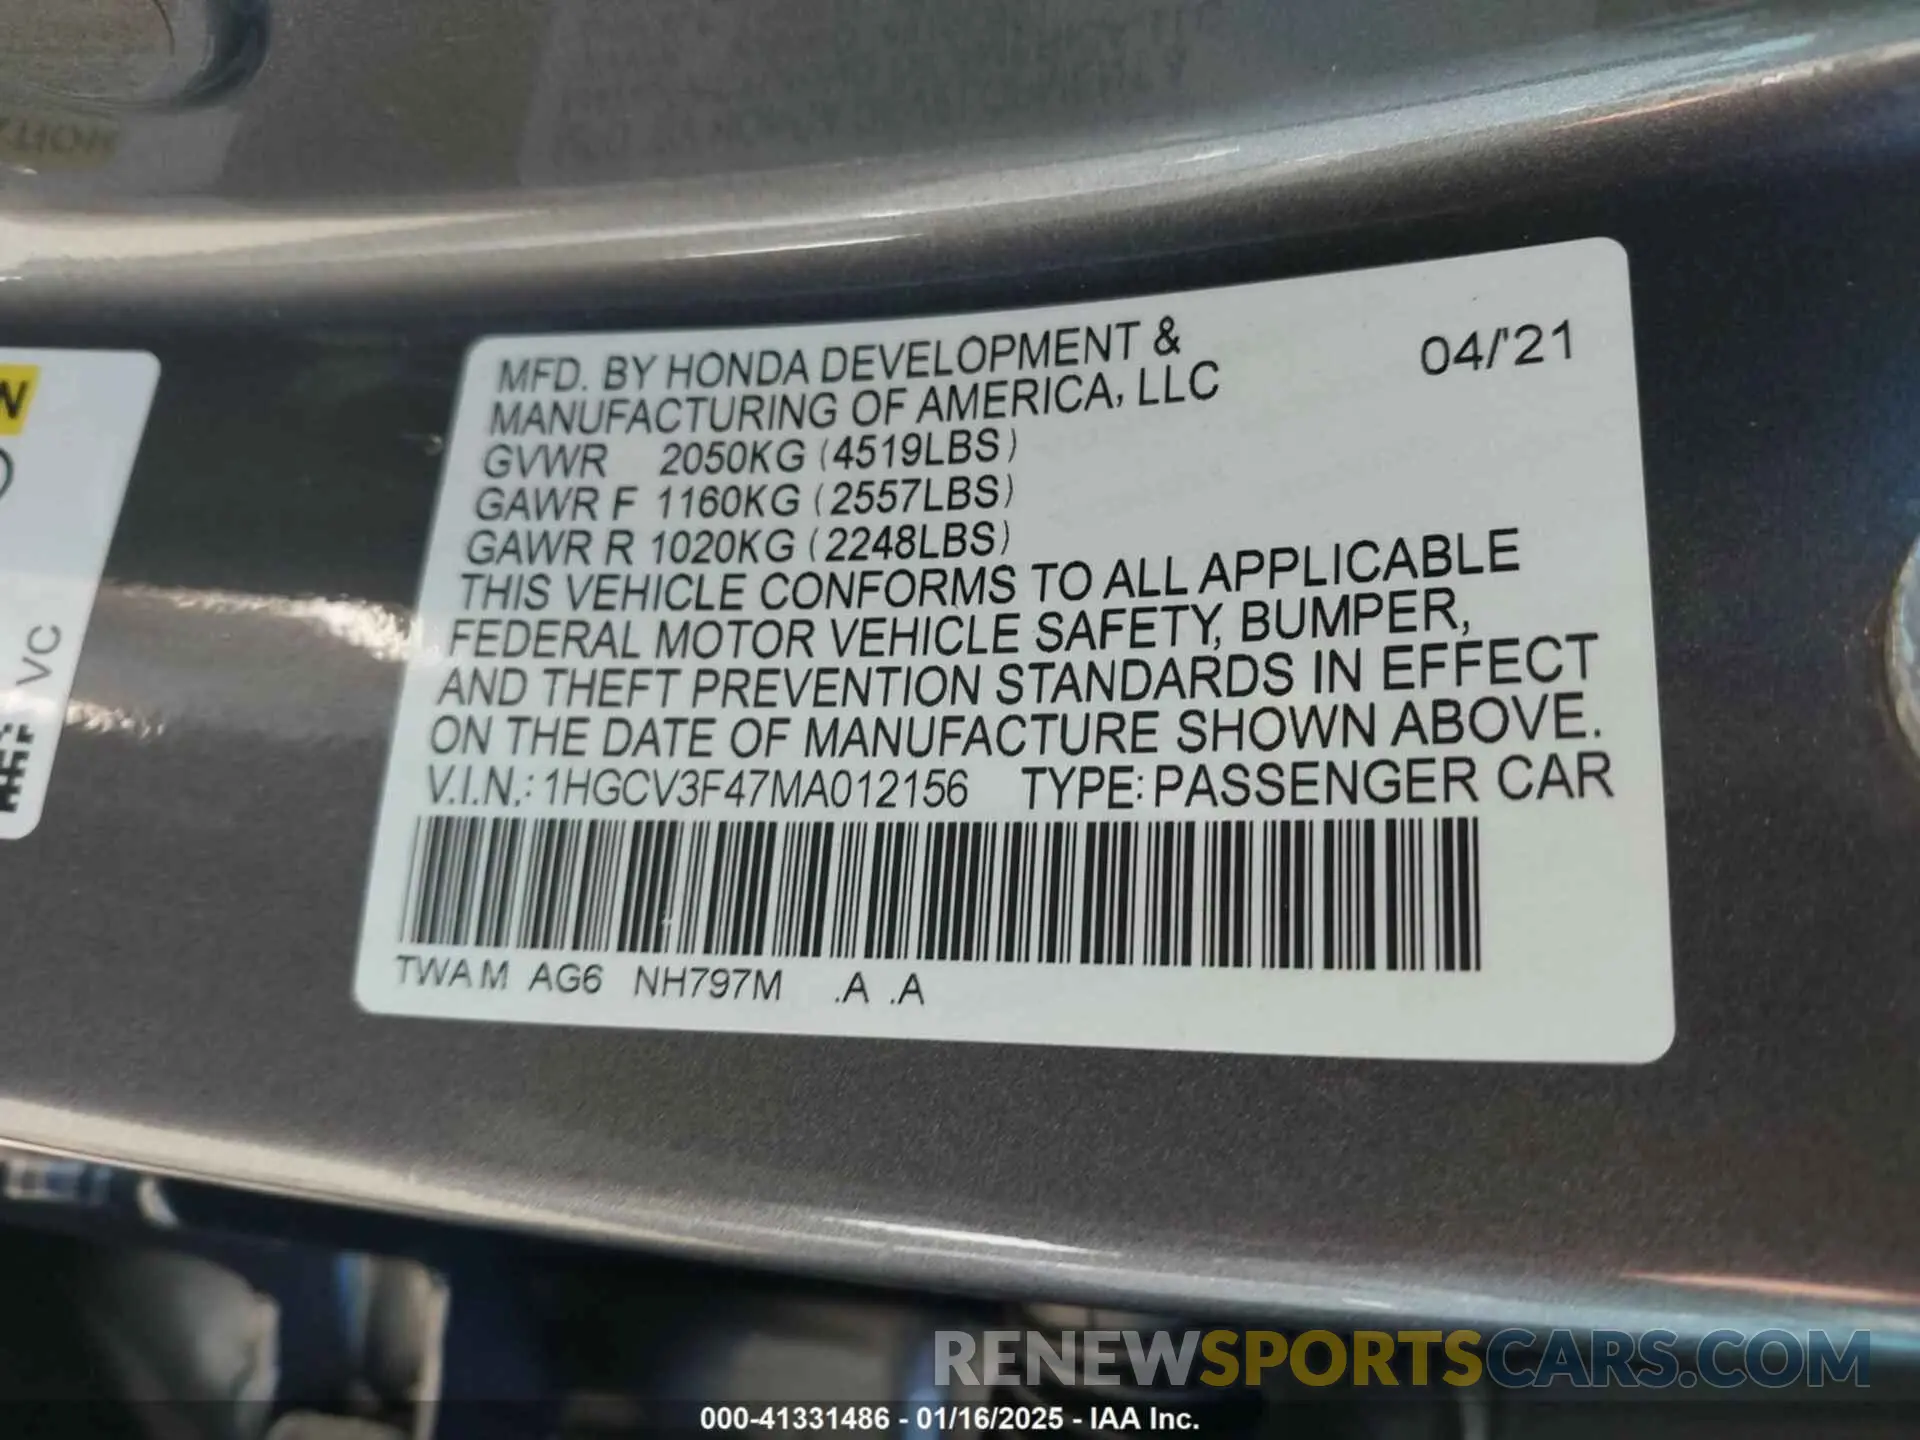 MFD. BY HONDA DEVELOPMENT &
MANUFACTURING OF AMERICA, LLC
04/'21
GVWR 2050KG (4519LBS)
GAWR F 1160KG (2557LBS)
GAWR R 1020KG (2248LBS)
THIS VEHICLE CONFORMS TO ALL APPLICABLE
FEDERAL MOTOR VEHICLE SAFETY, BUMPER,
AND THEFT PREVENTION STANDARDS IN EFFECT
ON THE DATE OF MANUFACTURE SHOWN ABOVE.
V.I.N.: 1HGCV3F47MA012156 TYPE: PASSENGER CAR
TWAM AG6 NH797M .A .A
N
VC
RENEWSPORTSCARS.COM
000-41331486 - 01/16/2025 - IAA Inc.